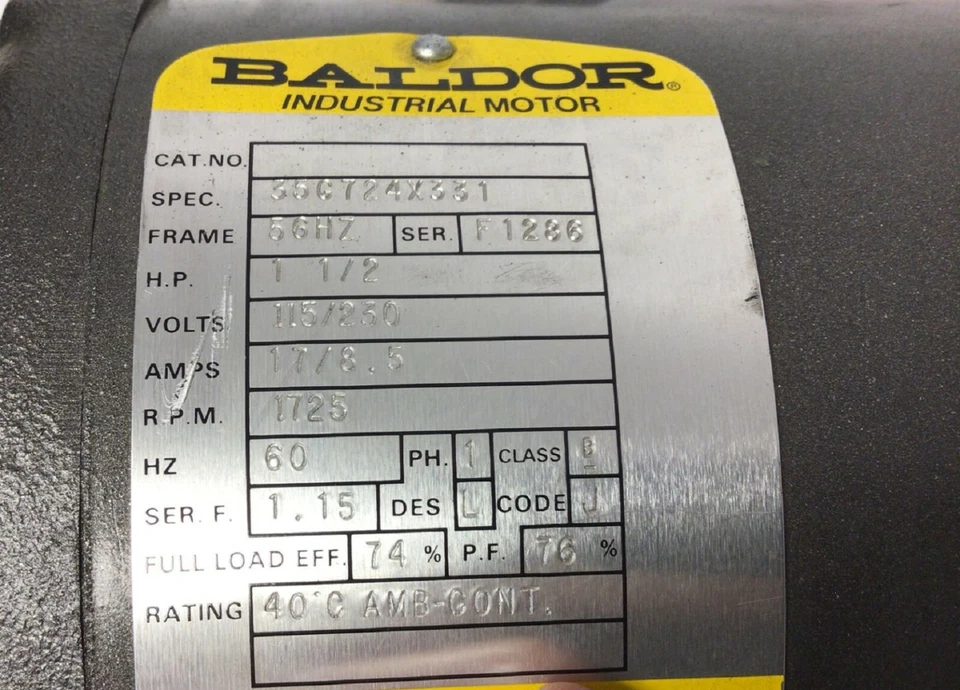 BALDOR®
INDUSTRIAL MOTOR
CAT.NO.
SPEC. 35G724X331
FRAME 56HZ SER. F1286
H.P. 1 1/2
VOLTS 115/230
AMPS 17/8.5
R.P.M. 1725
HZ 60 PH. 1 CLASS B
SER. F. 1.15 DES L CODE J
FULL LOAD EFF. 74 % P.F. 76 %
RATING 40°C AMB-CONT.